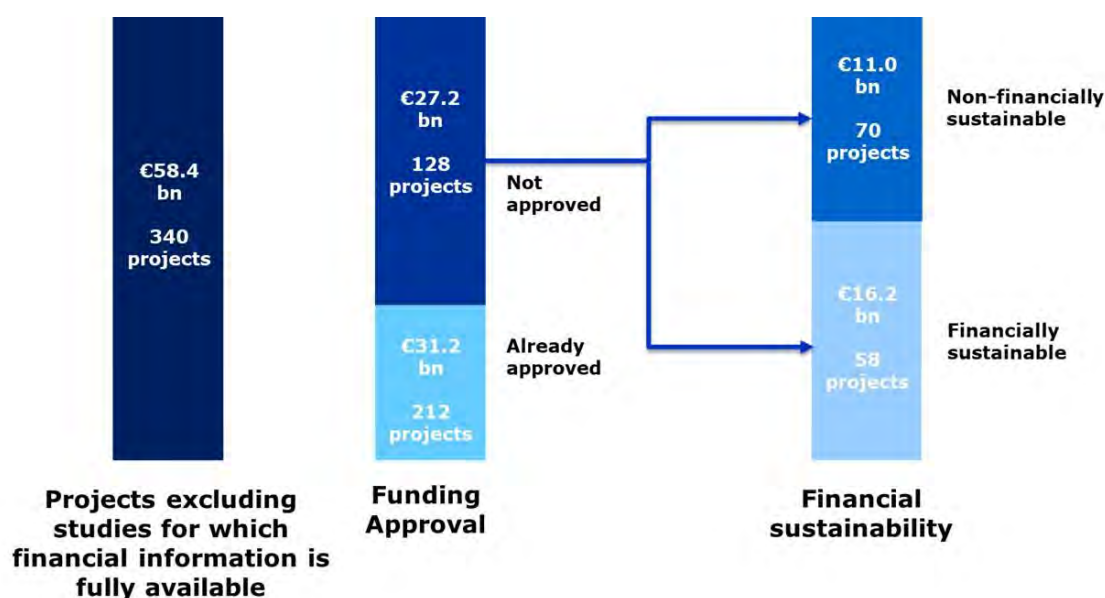 €58.4
bn
340
projects
Projects excluding
studies for which
financial information is
fully available
€27.2
bn
128
projects
Not
approved
€31.2
bn
212
projects
Already
approved
Funding
Approval
€11.0
bn
70
projects
Non-financially
sustainable
€16.2
bn
58
projects
Financially
sustainable
Financial
sustainability